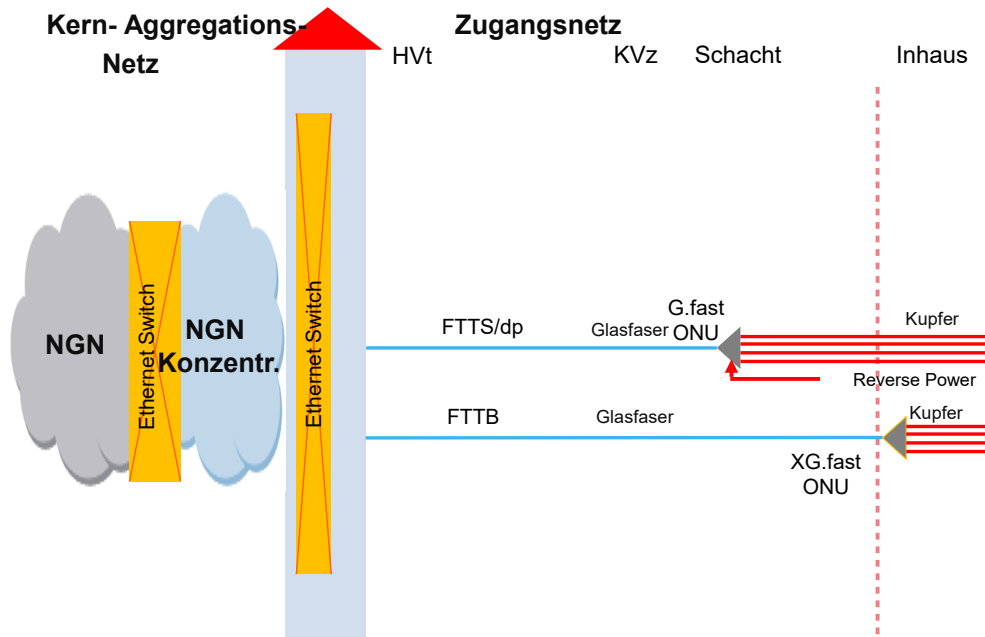 Kern- Aggregations-
Netz
Zugangsnetz
HVt
KVz
Schacht
Inhaus
NGN
Ethernet Switch
NGN
Konzentr.
Ethernet Switch
FTTS/dp
Glasfaser
G.fast
ONU
Kupfer
Reverse Power
FTTB
Glasfaser
Kupfer
XG.fast
ONU